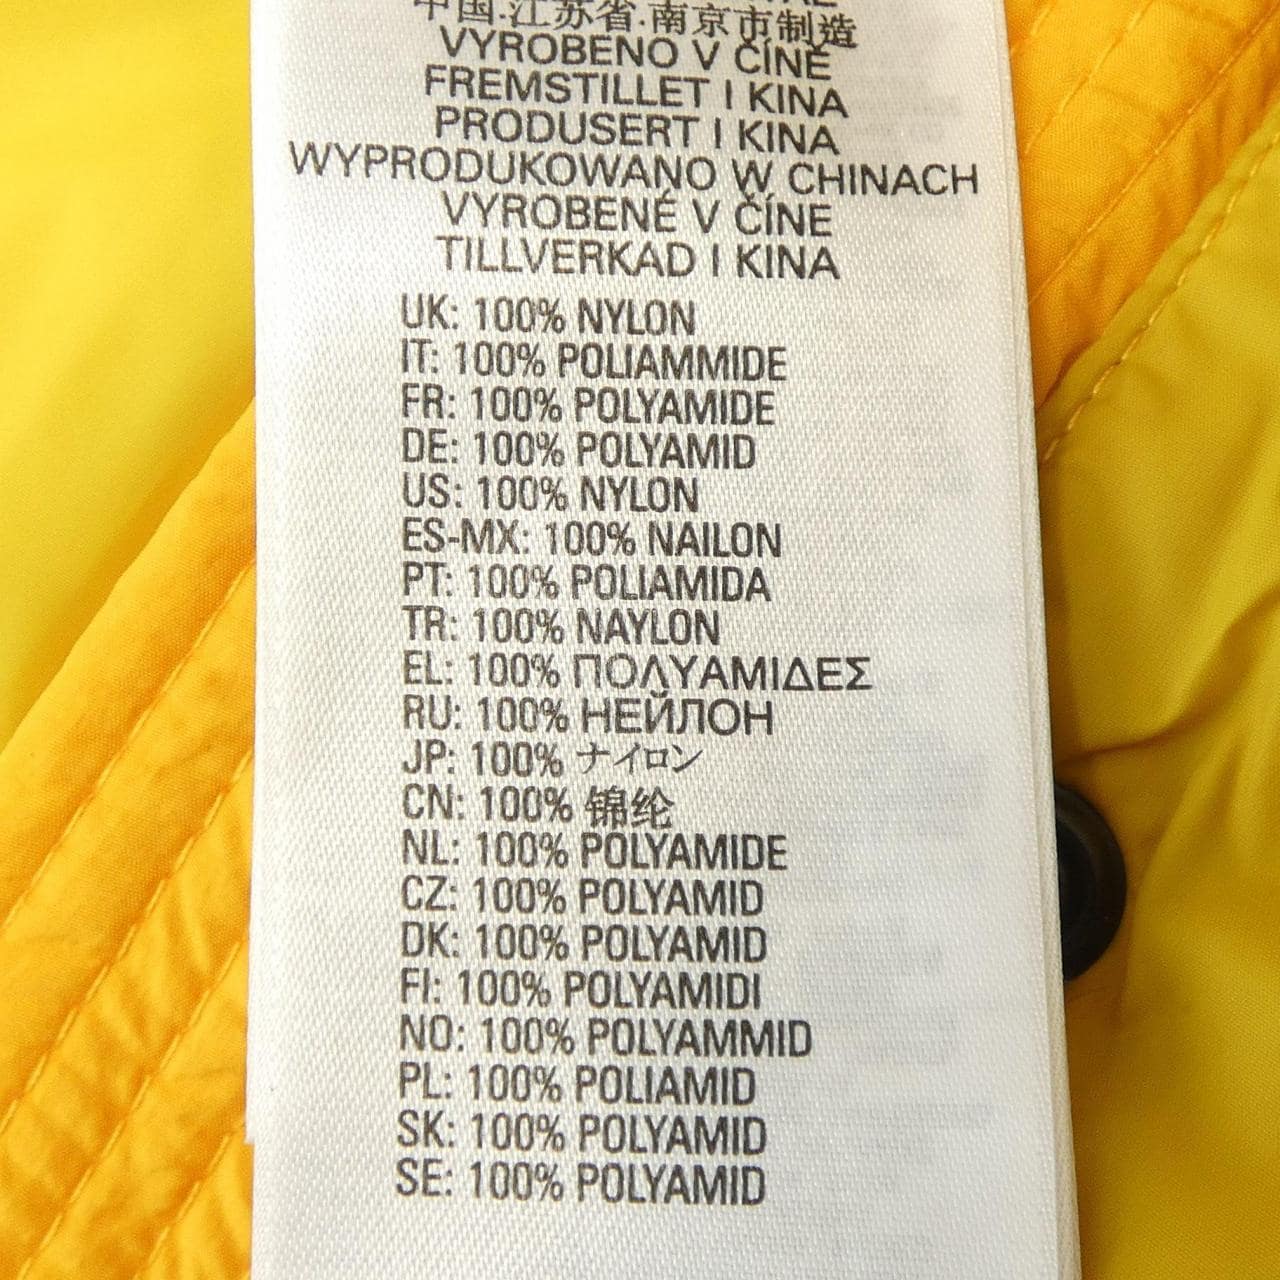 中国.江苏省.南京市制造
VYROBENO V ČÍNĚ
FREMSTILLET I KINA
PRODUSERT I KINA
WYPRODUKOWANO W CHINACH
VYROBENÉ V ČÍNE
TILLVERKAD I KINA
UK: 100% NYLON
IT: 100% POLIAMMIDE
FR: 100% POLYAMIDE
DE: 100% POLYAMID
US: 100% NYLON
ES-MX: 100% NAILON
PT: 100% POLIAMIDA
TR: 100% NAYLON
EL: 100% ΠΟΛΥΑΜΙΔΕΣ
RU: 100% НЕЙЛОН
JP: 100% ナイロン
CN: 100% 锦纶
NL: 100% POLYAMIDE
CZ: 100% POLYAMID
DK: 100% POLYAMID
FI: 100% POLYAMIDI
NO: 100% POLYAMMID
PL: 100% POLIAMID
SK: 100% POLYAMID
SE: 100% POLYAMID